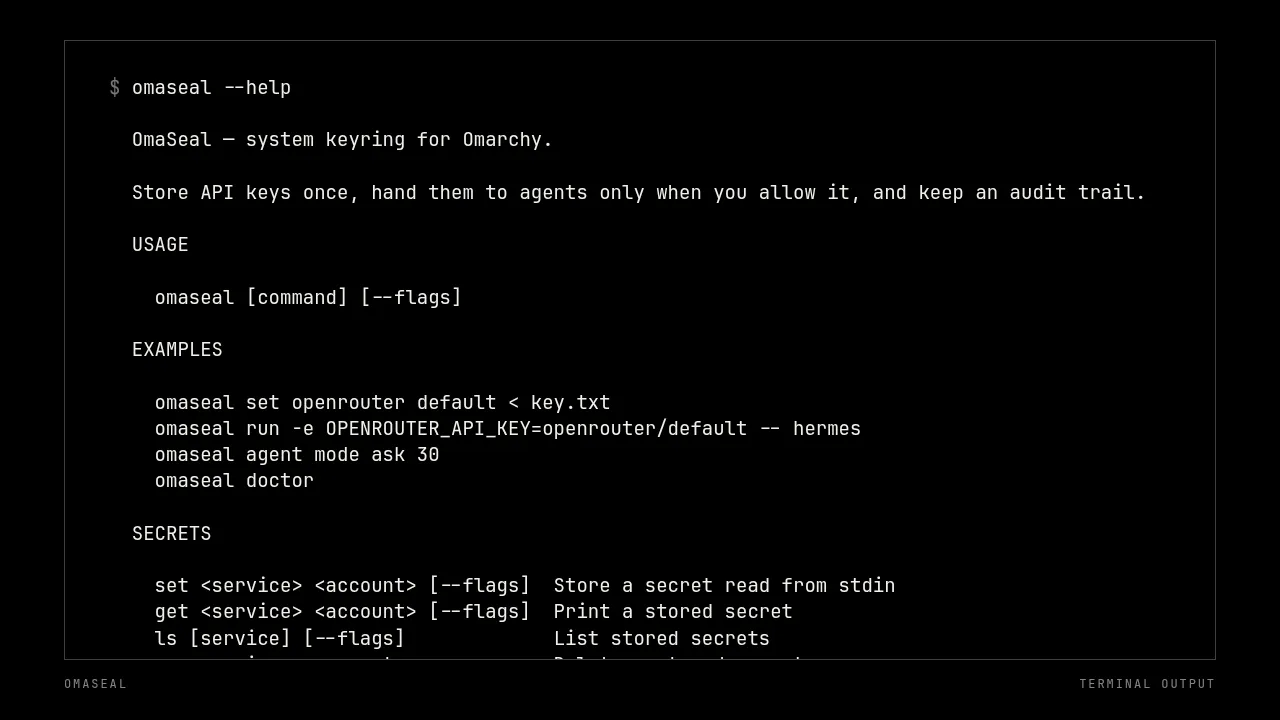 $ omaseal --help
OmaSeal — system keyring for Omarchy.
Store API keys once, hand them to agents only when you allow it, and keep an audit trail.
USAGE
omaseal [command] [--flags]
EXAMPLES
omaseal set openrouter default < key.txt
omaseal run -e OPENROUTER_API_KEY=openrouter/default -- hermes
omaseal agent mode ask 30
omaseal doctor
SECRETS
set <service> <account> [--flags]  Store a secret read from stdin
get <service> <account> [--flags]  Print a stored secret
ls [service] [--flags]  List stored secrets
OMASEAL
TERMINAL OUTPUT